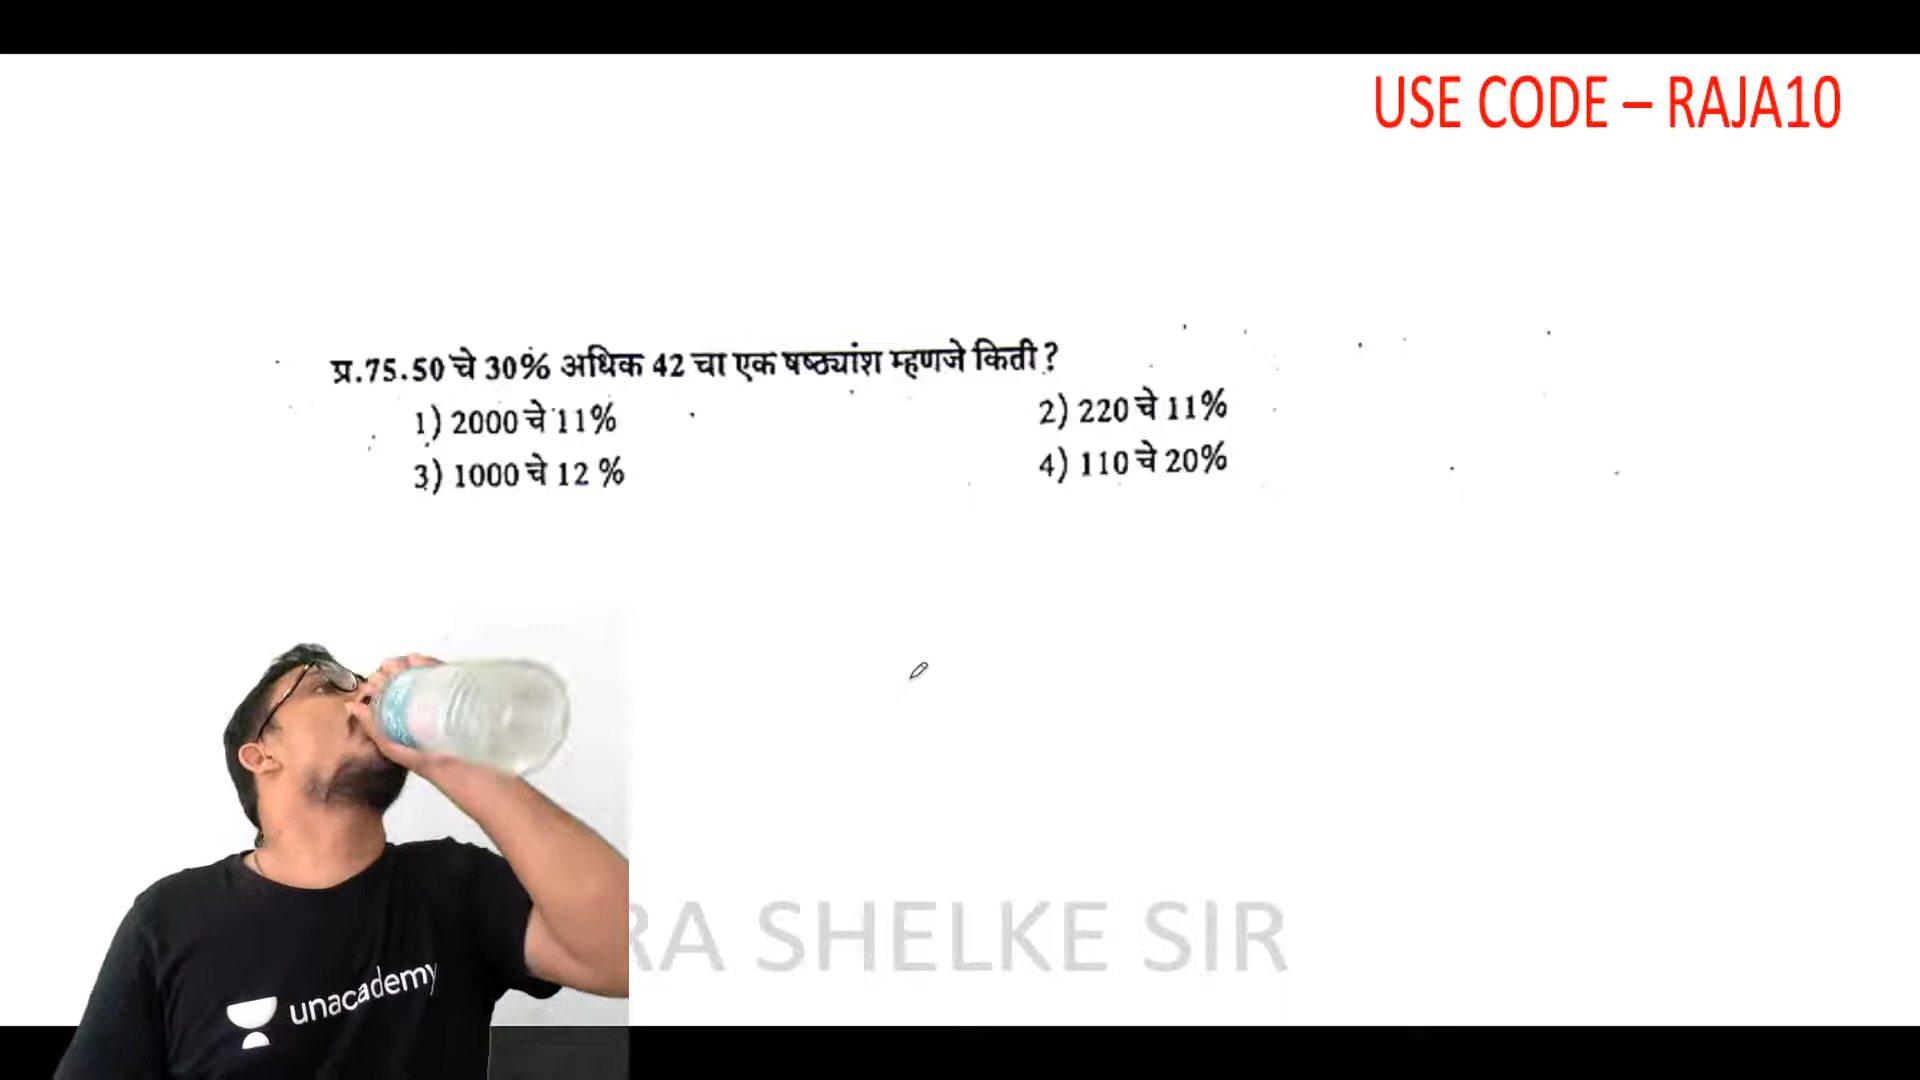 USE CODE – RAJA10
प्र.75.50 चे 30% अधिक 42 चा एक षष्ठ्यांश म्हणजे किती ?
1) 2000 चे 11%
2) 220 चे 11%
3) 1000 चे 12 %
4) 110 चे 20%
RA SHELKE SIR
unacademy